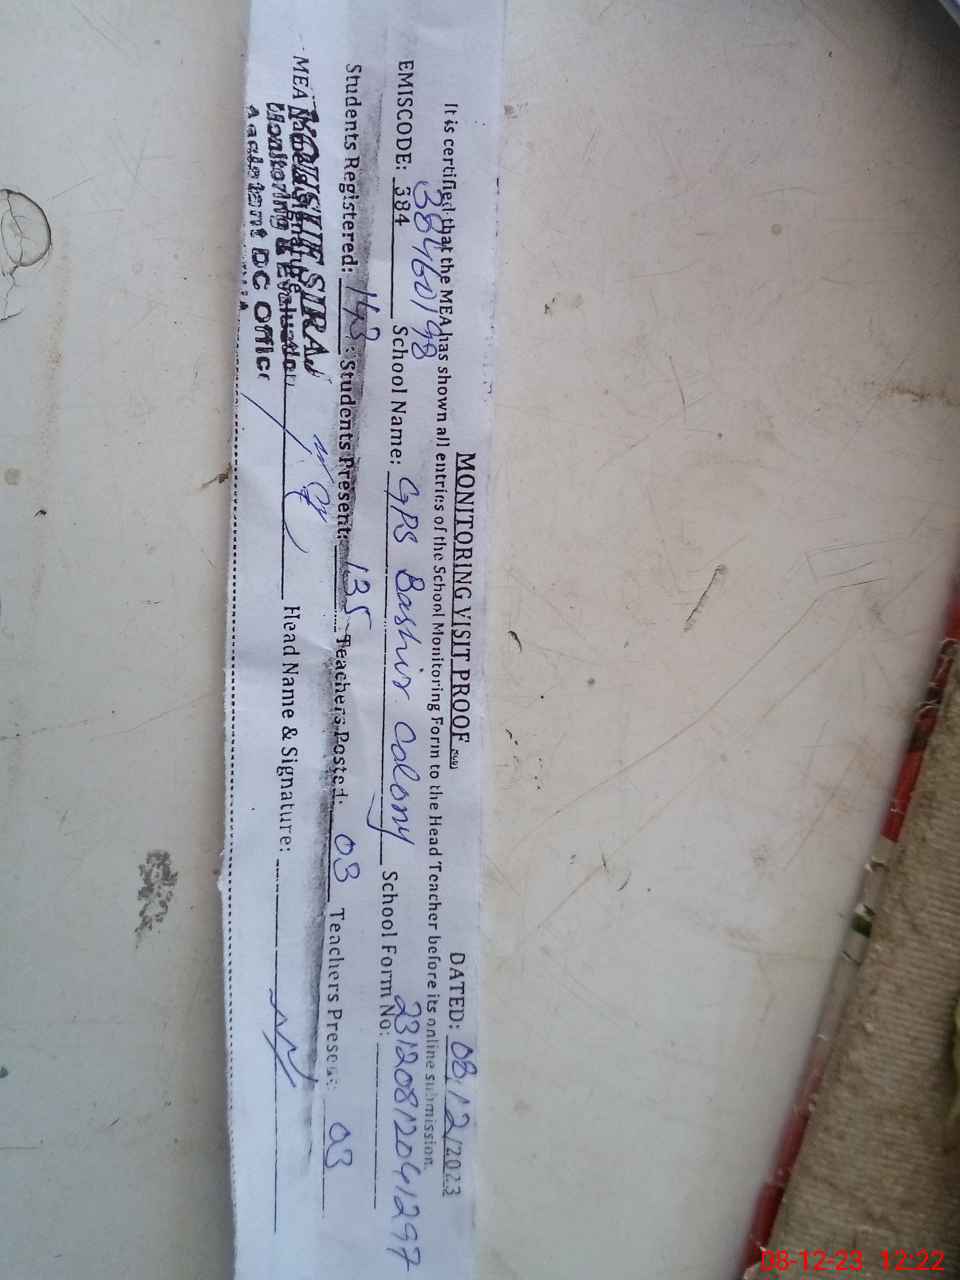 MONITORING VISIT PROOF DATED: 08/12/2023
It is certified that the MEA has shown all entries of the School Monitoring Form to the Head Teacher before its online submission.
EMISCODE: 384 38460198 School Name: GPS Bashir Colony School Form No: 23120812041297
Students Registered: 143 Students Present: 135 Teachers Posted: 03 Teachers Present: 03
MEA Head Name & Signature:
Monitoring & Evaluation
Assistant DC Office
08-12-23 12:22